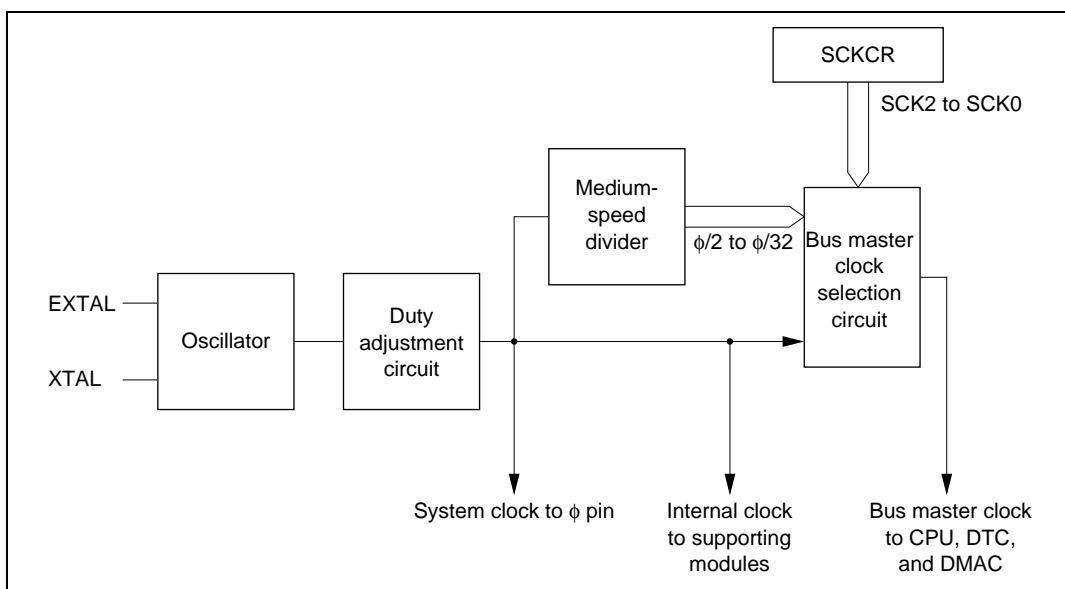 SCKCR
SCK2 to SCK0
Medium-
speed
divider
ϕ/2 to ϕ/32
Bus master
clock
selection
circuit
EXTAL
XTAL
Oscillator
Duty
adjustment
circuit
System clock to ϕ pin
Internal clock
to supporting
modules
Bus master clock
to CPU, DTC,
and DMAC